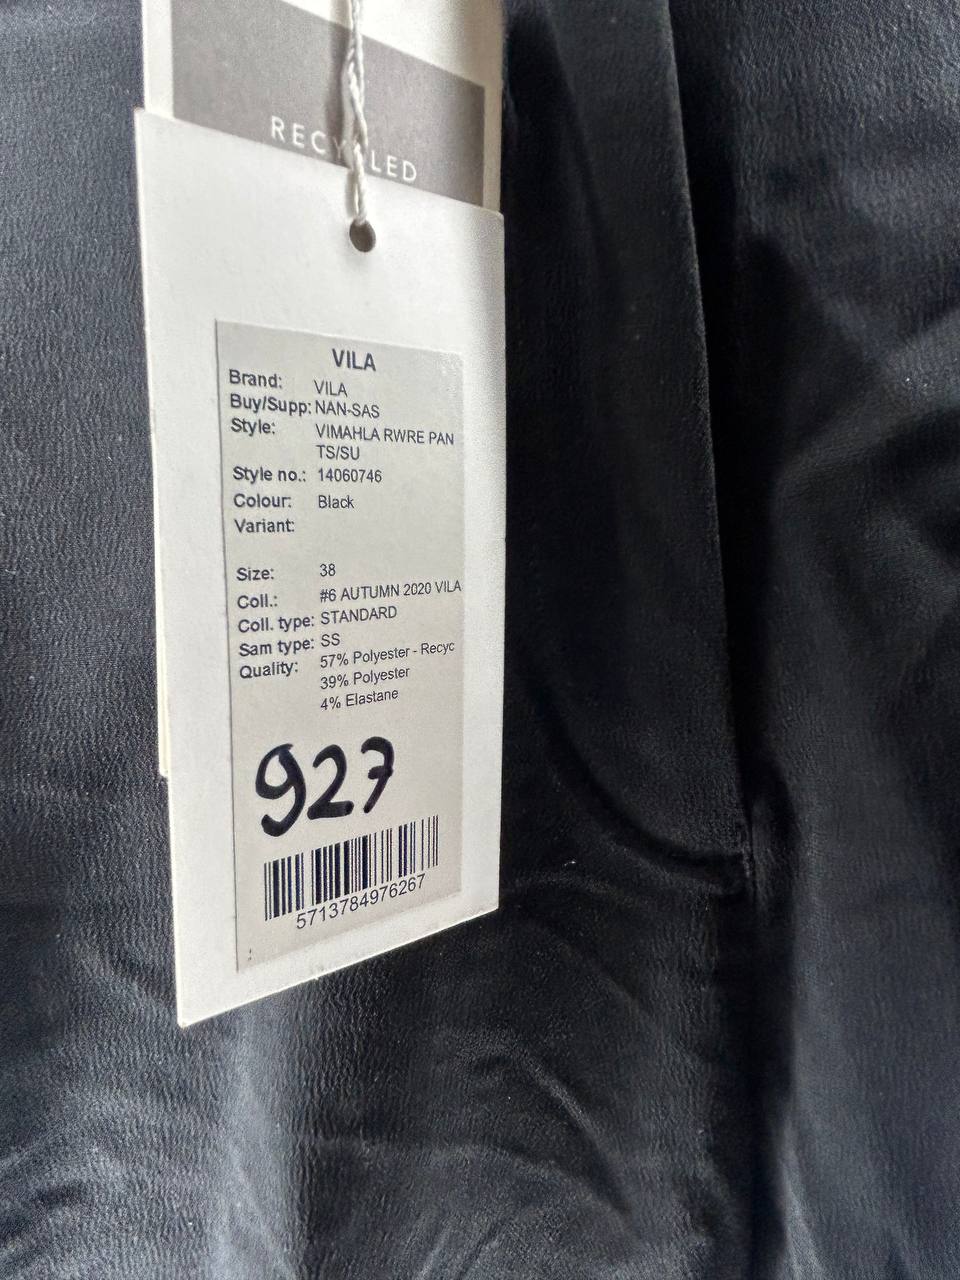 RECYCLED
VILA
Brand: VILA
Buy/Supp: NAN-SAS
Style: VIMAHLA RWRE PAN
TS/SU
Style no.: 14060746
Colour: Black
Variant:
Size: 38
Coll.: #6 AUTUMN 2020 VILA
Coll. type: STANDARD
Sam type: SS
Quality: 57% Polyester - Recyc
39% Polyester
4% Elastane
927
5713784976267